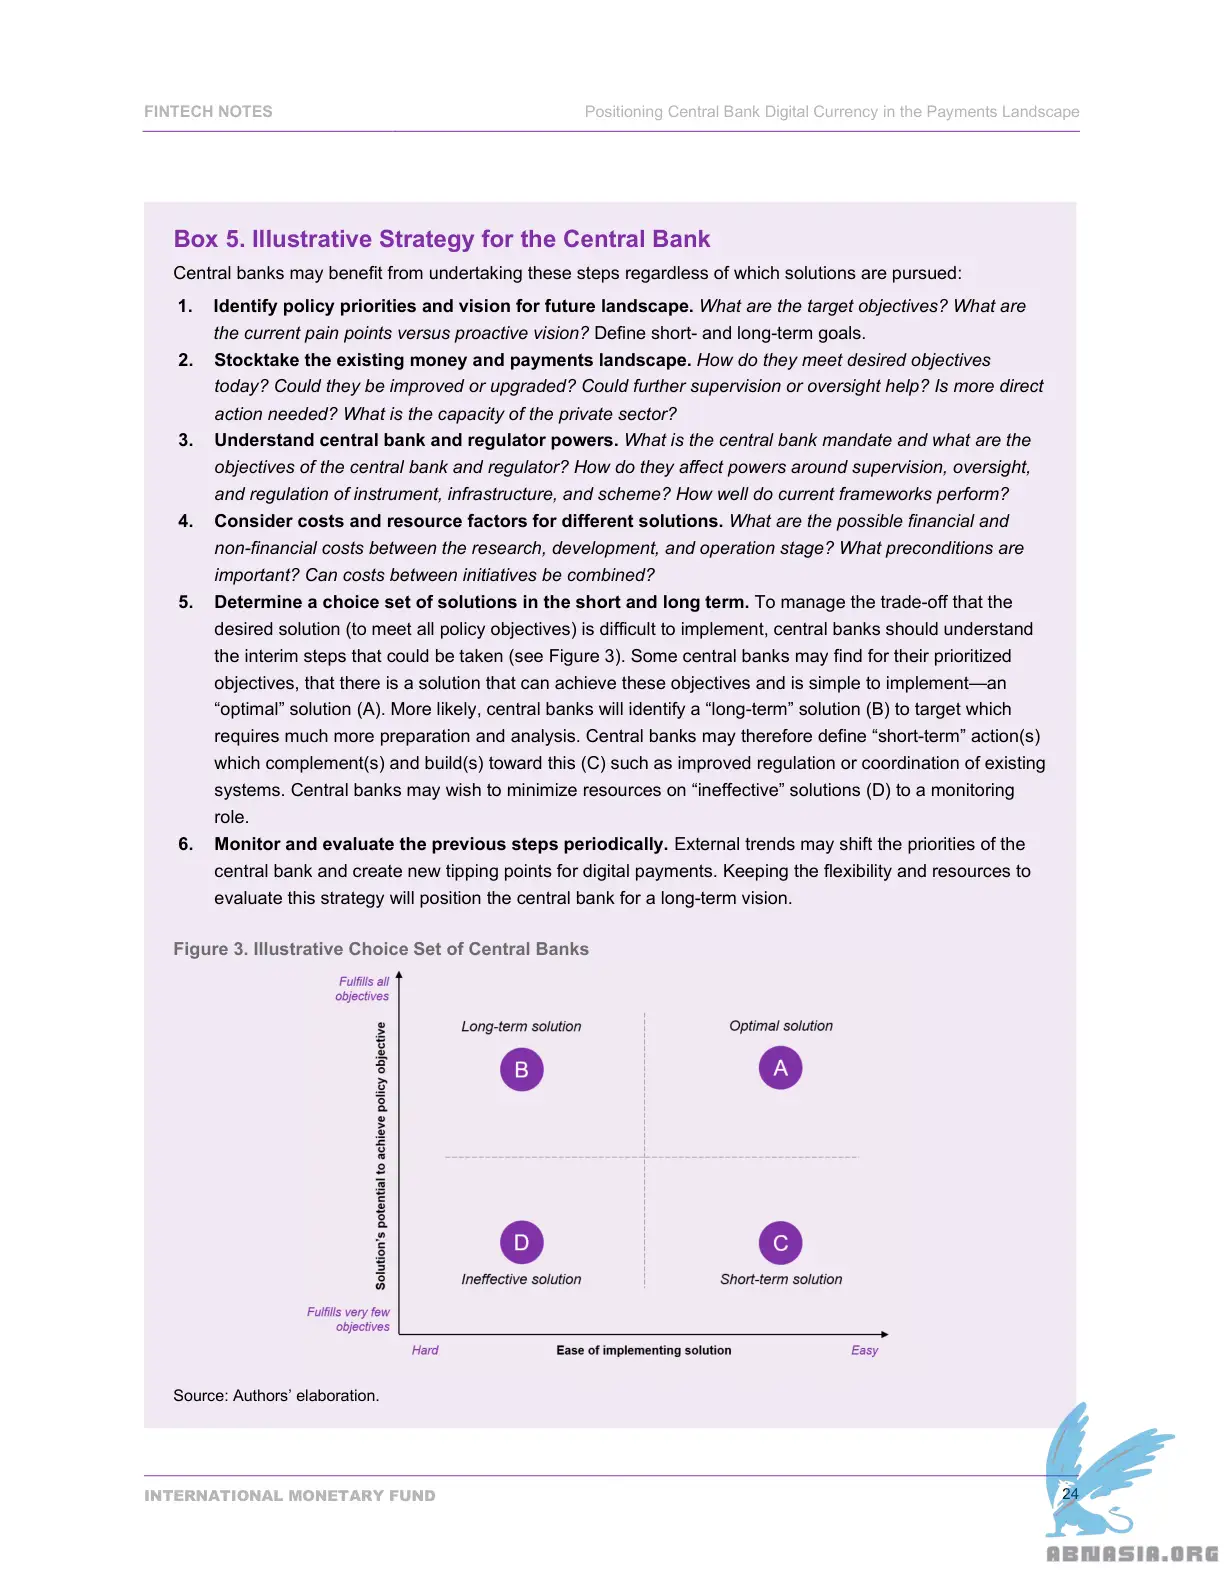 FINTECH NOTES
Positioning Central Bank Digital Currency in the Payments Landscape
Box 5. Illustrative Strategy for the Central Bank
Central banks may benefit from undertaking these steps regardless of which solutions are pursued:
1. Identify policy priorities and vision for future landscape. What are the target objectives? What are
the current pain points versus proactive vision? Define short- and long-term goals.
2. Stocktake the existing money and payments landscape. How do they meet desired objectives
today? Could they be improved or upgraded? Could further supervision or oversight help? Is more direct
action needed? What is the capacity of the private sector?
3. Understand central bank and regulator powers. What is the central bank mandate and what are the
objectives of the central bank and regulator? How do they affect powers around supervision, oversight,
and regulation of instrument, infrastructure, and scheme? How well do current frameworks perform?
4. Consider costs and resource factors for different solutions. What are the possible financial and
non-financial costs between the research, development, and operation stage? What preconditions are
important? Can costs between initiatives be combined?
5. Determine a choice set of solutions in the short and long term. To manage the trade-off that the
desired solution (to meet all policy objectives) is difficult to implement, central banks should understand
the interim steps that could be taken (see Figure 3). Some central banks may find for their prioritized
objectives, that there is a solution that can achieve these objectives and is simple to implement—an
“optimal” solution (A). More likely, central banks will identify a “long-term” solution (B) to target which
requires much more preparation and analysis. Central banks may therefore define “short-term” action(s)
which complement(s) and build(s) toward this (C) such as improved regulation or coordination of existing
systems. Central banks may wish to minimize resources on “ineffective” solutions (D) to a monitoring
role.
6. Monitor and evaluate the previous steps periodically. External trends may shift the priorities of the
central bank and create new tipping points for digital payments. Keeping the flexibility and resources to
evaluate this strategy will position the central bank for a long-term vision.
Figure 3. Illustrative Choice Set of Central Banks
Fulfills all
objectives
Solution's potential to achieve policy objective
Long-term solution
B
Optimal solution
A
D
Ineffective solution
C
Short-term solution
Fulfills very few
objectives
Hard
Ease of implementing solution
Easy
Source: Authors’ elaboration.
INTERNATIONAL MONETARY FUND
24
ABNASIA.ORG